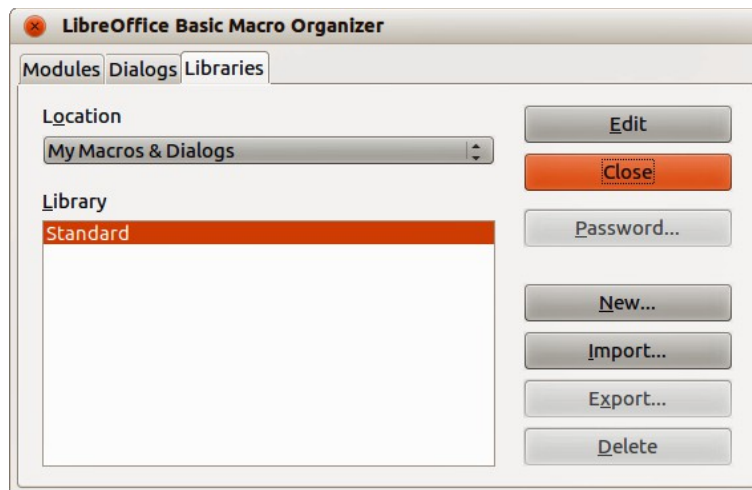 LibreOffice Basic Macro Organizer
Modules Dialogs Libraries
Location
My Macros & Dialogs
Library
Standard
Edit
Close
Password...
New...
Import...
Export...
Delete